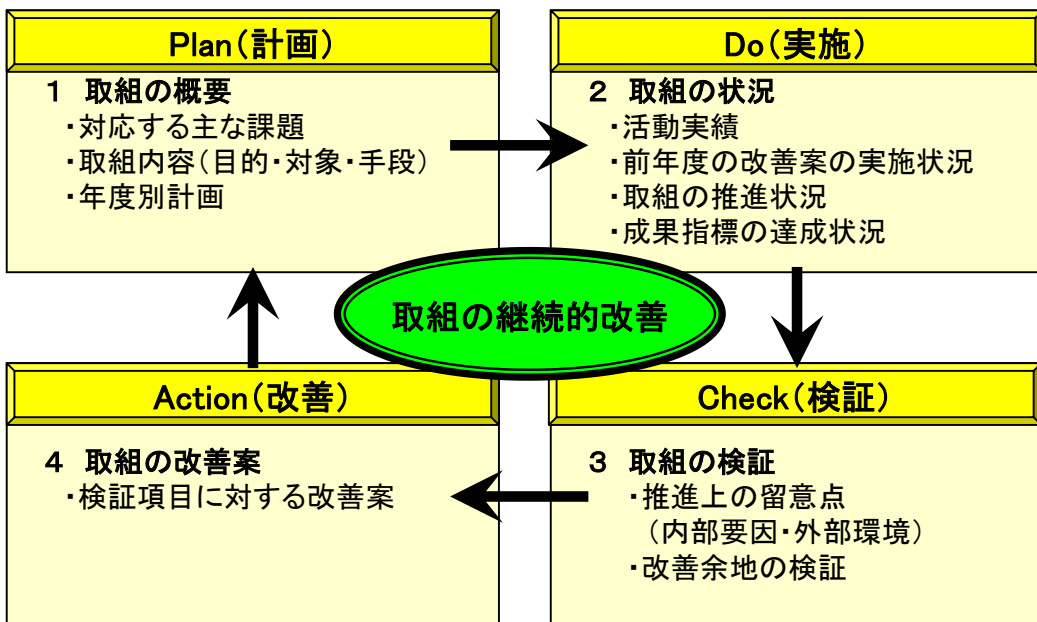 Plan(計画)
1 取組の概要
・対応する主な課題
・取組内容(目的・対象・手段)
・年度別計画
Do(実施)
2 取組の状況
・活動実績
・前年度の改善案の実施状況
・取組の推進状況
・成果指標の達成状況
取組の継続的改善
Check(検証)
3 取組の検証
・推進上の留意点
(内部要因・外部環境)
・改善余地の検証
Action(改善)
4 取組の改善案
・検証項目に対する改善案